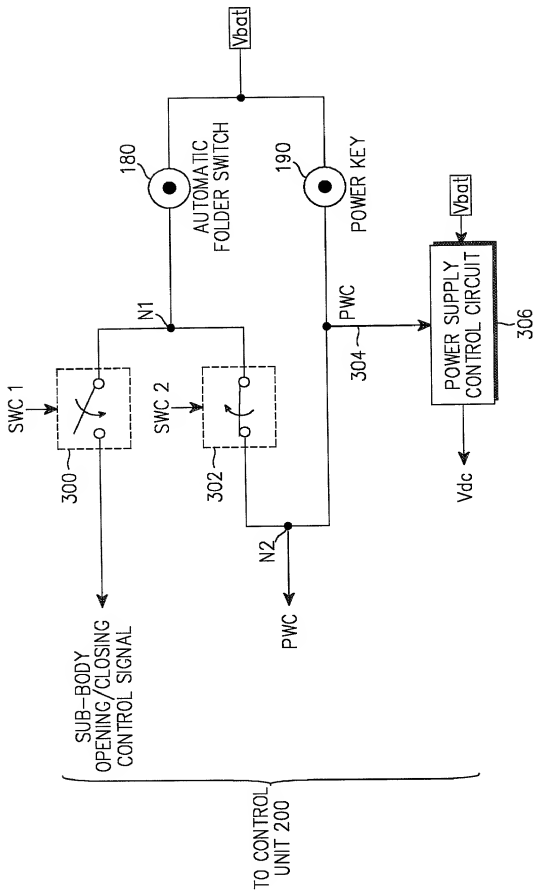 SWC 1
300
SUB-BODY
OPENING/CLOSING
CONTROL SIGNAL
N1
180
AUTOMATIC
FOLDER SWITCH
Vbat
SWC 2
302
190
POWER KEY
N2
PWC
PWC
304
Vbat
POWER SUPPLY
CONTROL CIRCUIT
306
Vdc
TO CONTROL
UNIT 200